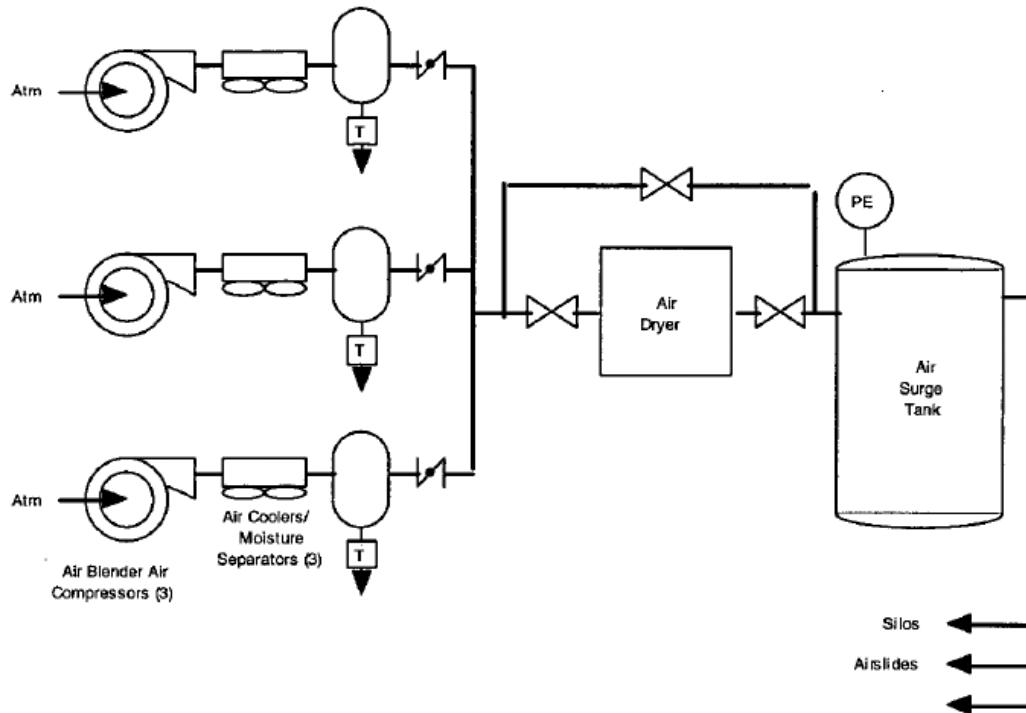 Atm
T
Atm
T
Atm
T
Air Coolers/
Moisture
Separators (3)
Air Blender Air
Compressors (3)
Air
Dryer
PE
Air
Surge
Tank
Silos
Airslides